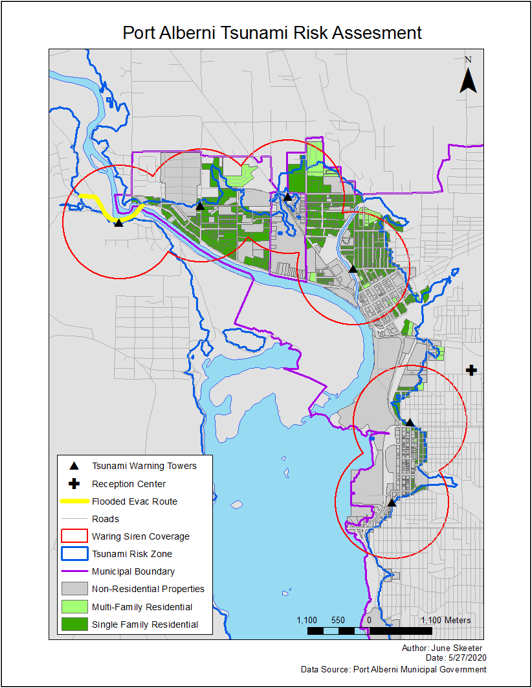 Port Alberni Tsunami Risk Assesment
N
Tsunami Warning Towers
Reception Center
Flooded Evac Route
Roads
Waring Siren Coverage
Tsunami Risk Zone
Municipal Boundary
Non-Residential Properties
Multi-Family Residential
Single Family Residential
1,100 550 0 1,100 Meters
Author: June Skeeter
Date: 5/27/2020
Data Source: Port Alberni Municipal Government